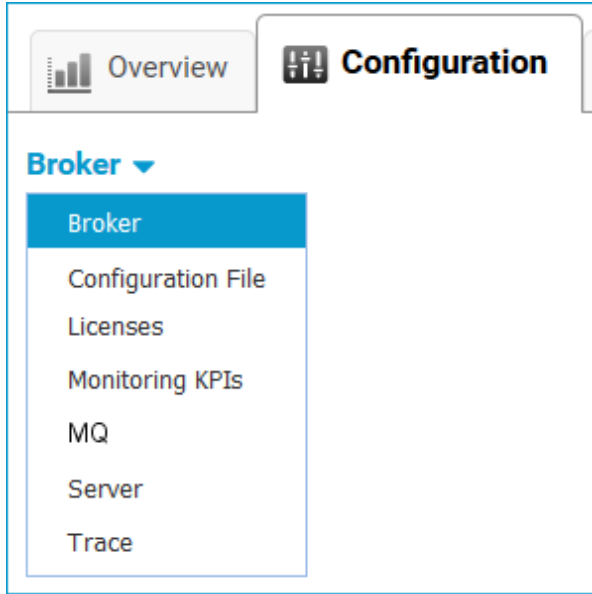 Overview
Configuration
Broker
Broker
Configuration File
Licenses
Monitoring KPIs
MQ
Server
Trace